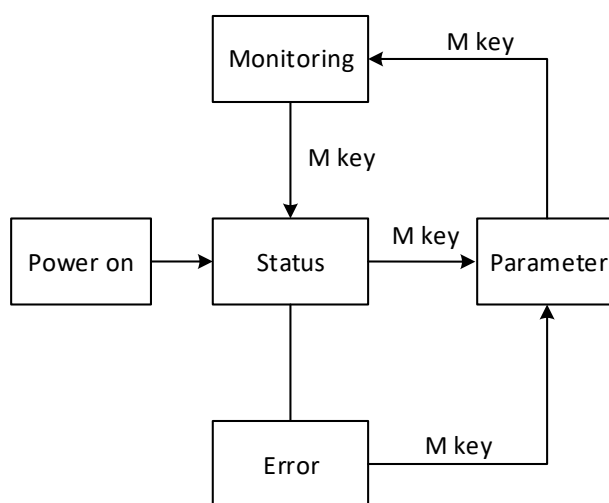 M key
Monitoring
M key
M key
Power on
Status
Parameter
M key
Error